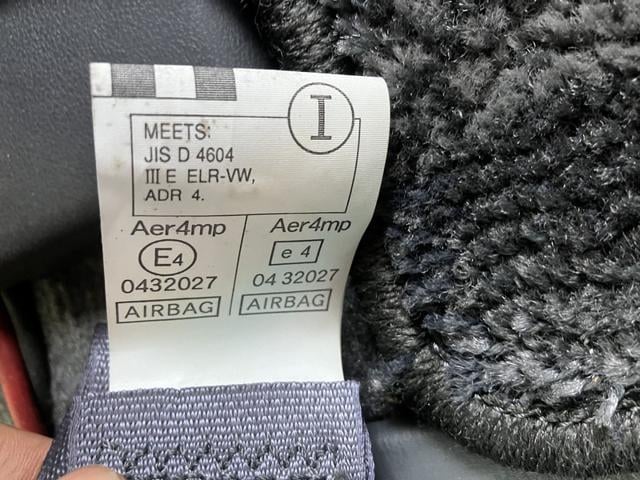 I
MEETS:
JIS D 4604
III E ELR-VW,
ADR 4.
Aer4mp Aer4mp
E4 e 4
0432027 04 32027
AIRBAG AIRBAG